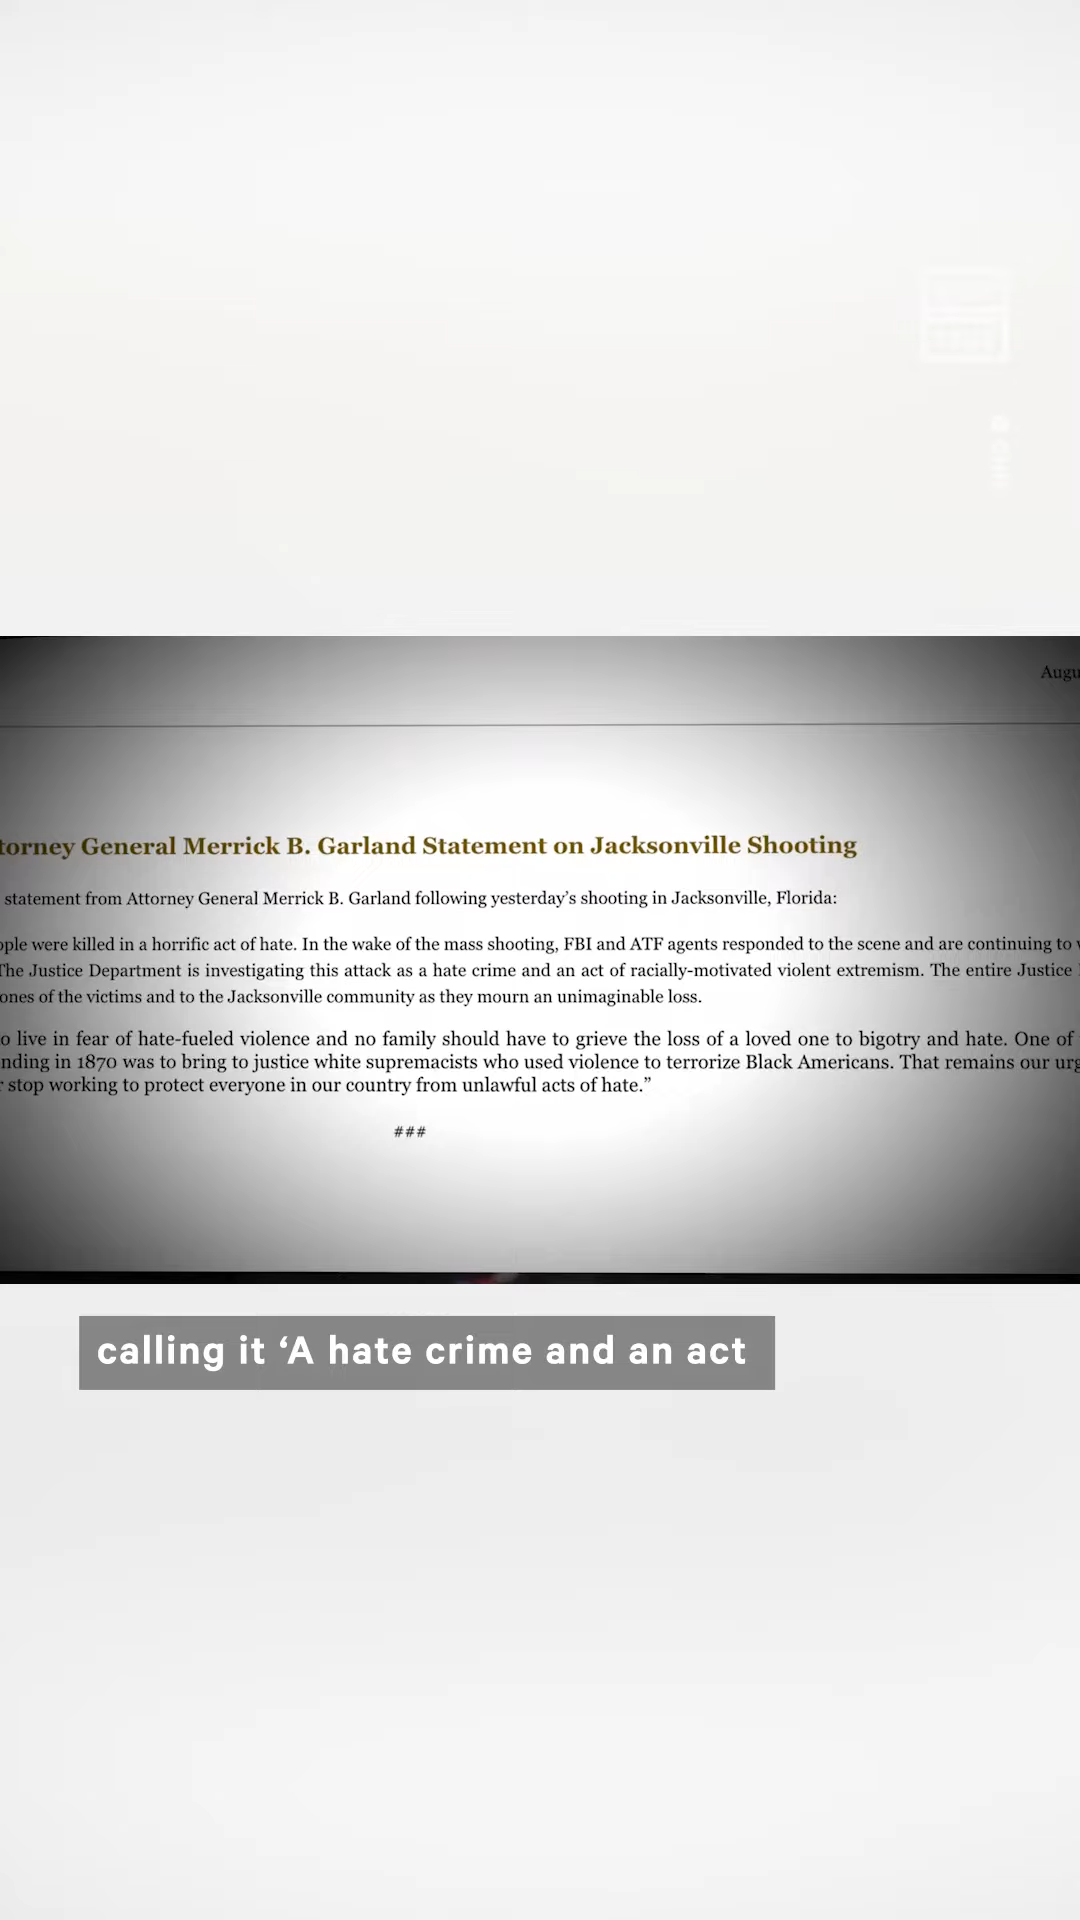 Augu
torney General Merrick B. Garland Statement on Jacksonville Shooting
statement from Attorney General Merrick B. Garland following yesterday's shooting in Jacksonville, Florida:
ople were killed in a horrific act of hate. In the wake of the mass shooting, FBI and ATF agents responded to the scene and are continuing to
The Justice Department is investigating this attack as a hate crime and an act of racially-motivated violent extremism. The entire Justice
ones of the victims and to the Jacksonville community as they mourn an unimaginable loss.
o live in fear of hate-fueled violence and no family should have to grieve the loss of a loved one to bigotry and hate. One of
nding in 1870 was to bring to justice white supremacists who used violence to terrorize Black Americans. That remains our urg
stop working to protect everyone in our country from unlawful acts of hate.”
###
calling it ‘A hate crime and an act